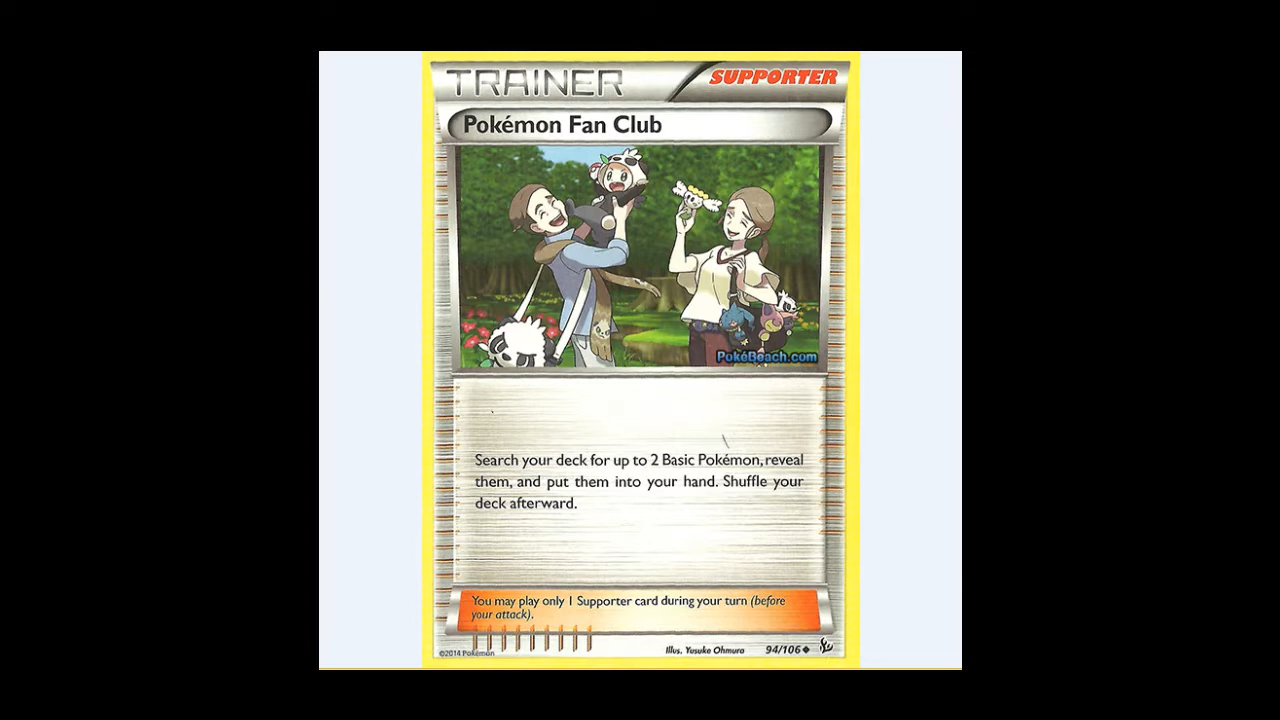 TRAINER
SUPPORTER
Pokémon Fan Club
PokéBeach.com
Search your deck for up to 2 Basic Pokémon, reveal
them, and put them into your hand. Shuffle your
deck afterward.
You may play only 1 Supporter card during your turn (before
your attack).
©2014 Pokémon
Illus. Yusuke Ohmura
94/106